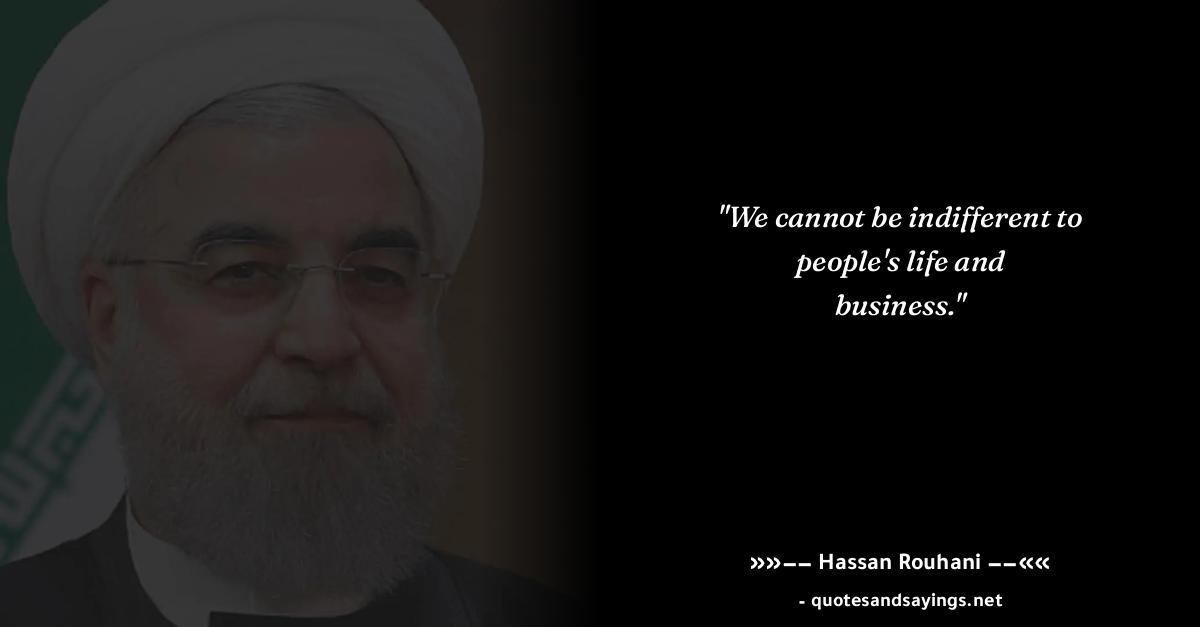 "We cannot be indifferent to
people's life and
business."
»»–– Hassan Rouhani ––««
- quotesandsayings.net